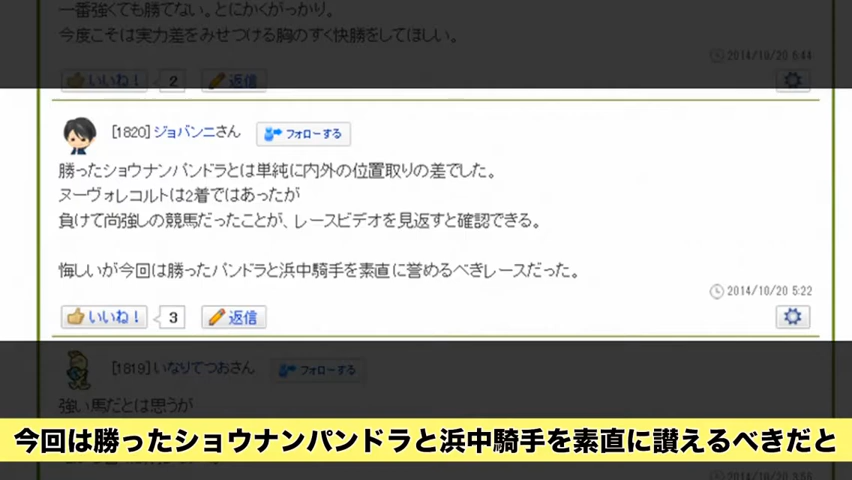 一番強くても勝てない。とにかくがっかり。
今度こそは実力差をみせつける胸のすく快勝をしてほしい。
2014/10/20 6:44
いいね! 2 返信
[1820] ジョバンニさん フォローする
勝ったショウナンパンドラとは単純に内外の位置取りの差でした。
ヌーヴォレコルトは2着ではあったが
負けて尚強しの競馬だったことが、レースビデオを見返すと確認できる。
悔しいが今回は勝ったパンドラと浜中騎手を素直に誉めるべきレースだった。
2014/10/20 5:22
いいね! 3 返信
[1819] いなりてつおさん フォローする
強い馬だとは思うが
今回は勝ったショウナンパンドラと浜中騎手を素直に讃えるべきだと